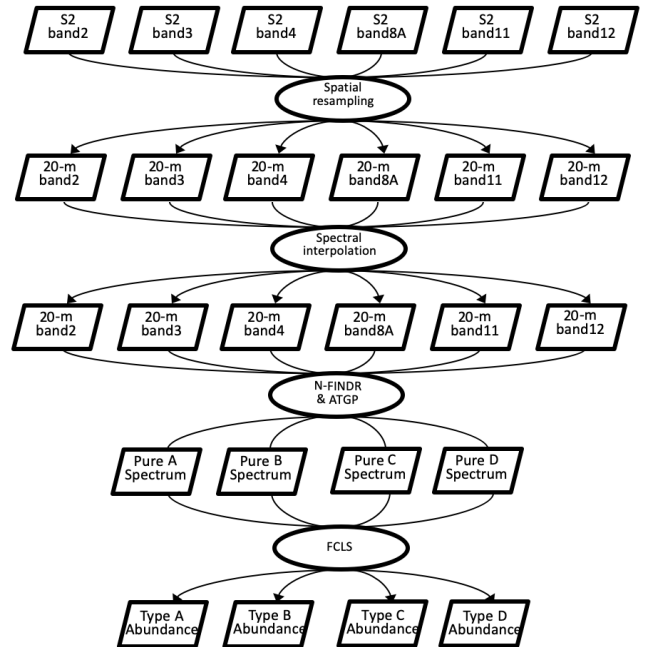 S2 band2
S2 band3
S2 band4
S2 band8A
S2 band11
S2 band12
Spatial
resampling
20-m band2
20-m band3
20-m band4
20-m band8A
20-m band11
20-m band12
Spectral
interpolation
20-m band2
20-m band3
20-m band4
20-m band8A
20-m band11
20-m band12
N-FINDR
& ATGP
Pure A Spectrum
Pure B Spectrum
Pure C Spectrum
Pure D Spectrum
FCLS
Type A Abundance
Type B Abundance
Type C Abundance
Type D Abundance